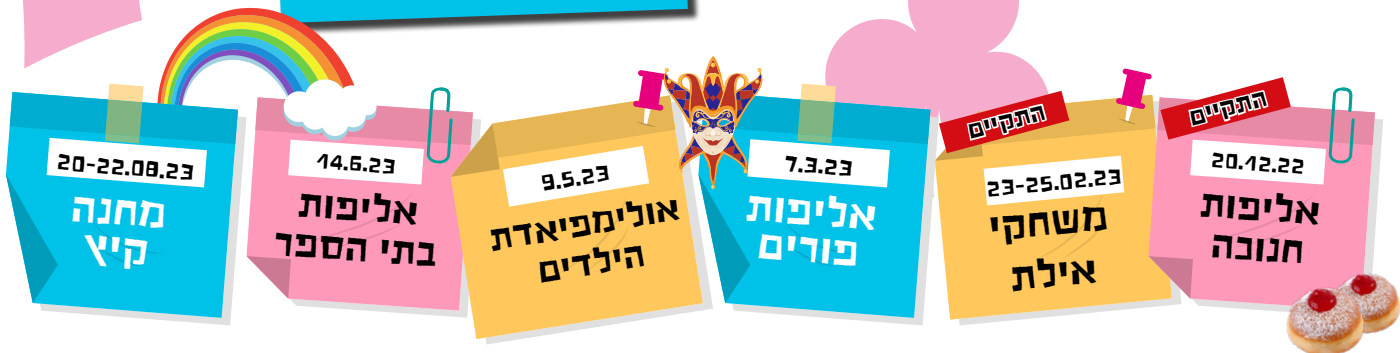 התקיים
20.12.22
אליפות
חנוכה
התקיים
23-25.02.23
משחקי
אילת
7.3.23
אליפות
פורים
9.5.23
אולימפיאדת
הילדים
14.6.23
אליפות
בתי הספר
20-22.08.23
מחנה
קיץ